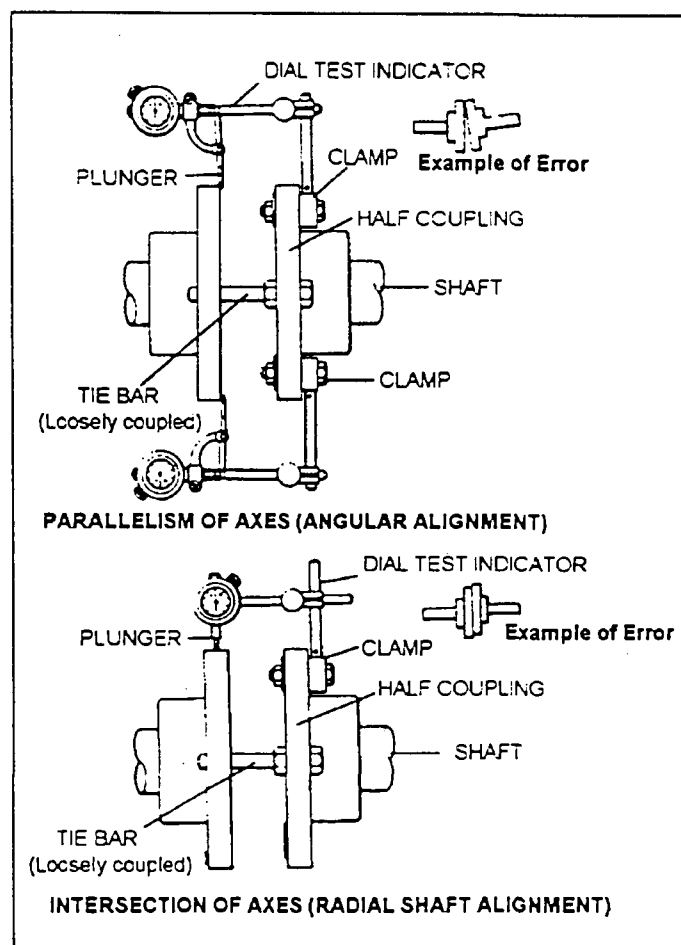 DIAL TEST INDICATOR
CLAMP
Example of Error
PLUNGER
HALF COUPLING
SHAFT
TIE BAR
(Loosely coupled)
CLAMP
PARALLELISM OF AXES (ANGULAR ALIGNMENT)
DIAL TEST INDICATOR
PLUNGER
Example of Error
CLAMP
HALF COUPLING
SHAFT
TIE BAR
(Loosely coupled)
INTERSECTION OF AXES (RADIAL SHAFT ALIGNMENT)